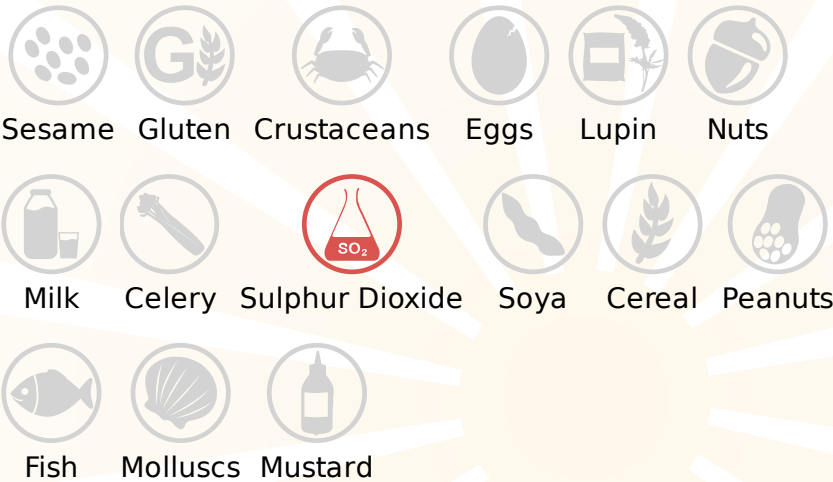 G
Sesame Gluten Crustaceans Eggs Lupin Nuts
SO₂
Milk Celery Sulphur Dioxide Soya Cereal Peanuts
Fish Molluscs Mustard